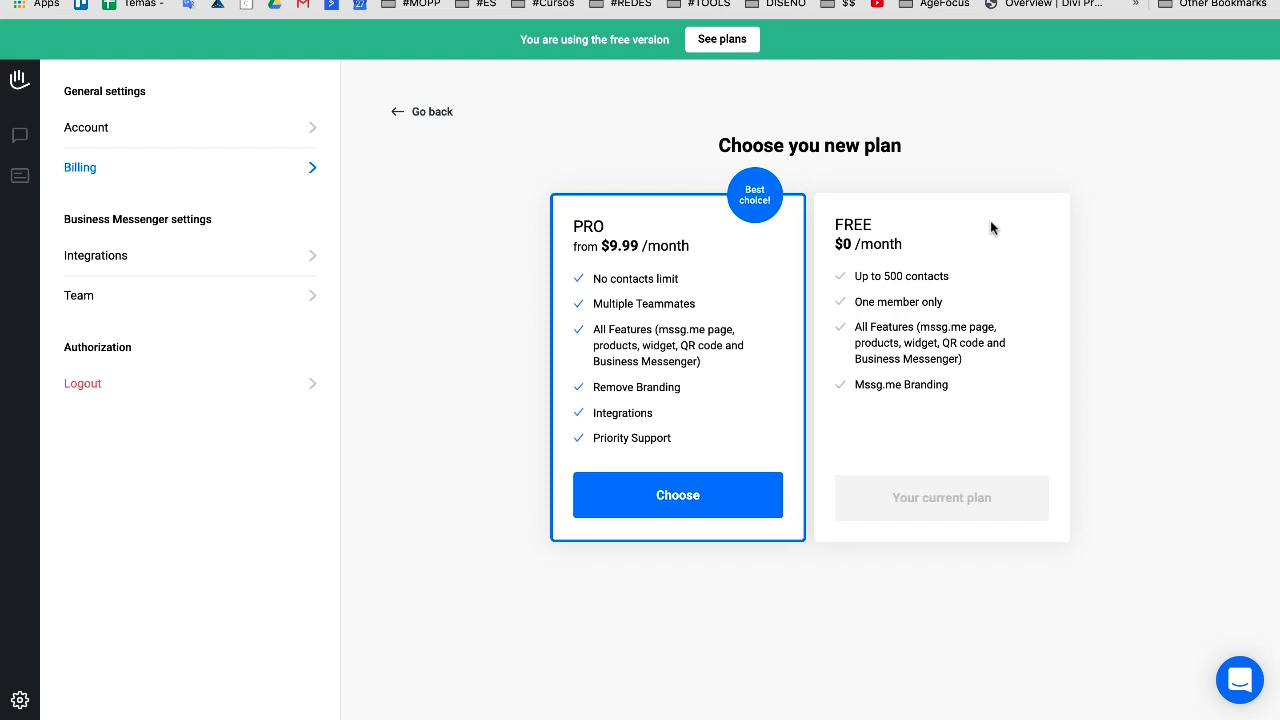 Apps
Temas -
#MOPP
#ES
#Cursos
#REDES
#TOOLS
DISENO
$$
AgeFocus
Overview | Divi Pr...
»
Other Bookmarks
You are using the free version
See plans
General settings
Account
Billing
Business Messenger settings
Integrations
Team
Authorization
Logout
Go back
Choose you new plan
Best
choice!
PRO
from $9.99 /month
No contacts limit
Multiple Teammates
All Features (mssg.me page,
products, widget, QR code and
Business Messenger)
Remove Branding
Integrations
Priority Support
Choose
FREE
$0 /month
Up to 500 contacts
One member only
All Features (mssg.me page,
products, widget, QR code and
Business Messenger)
Mssg.me Branding
Your current plan